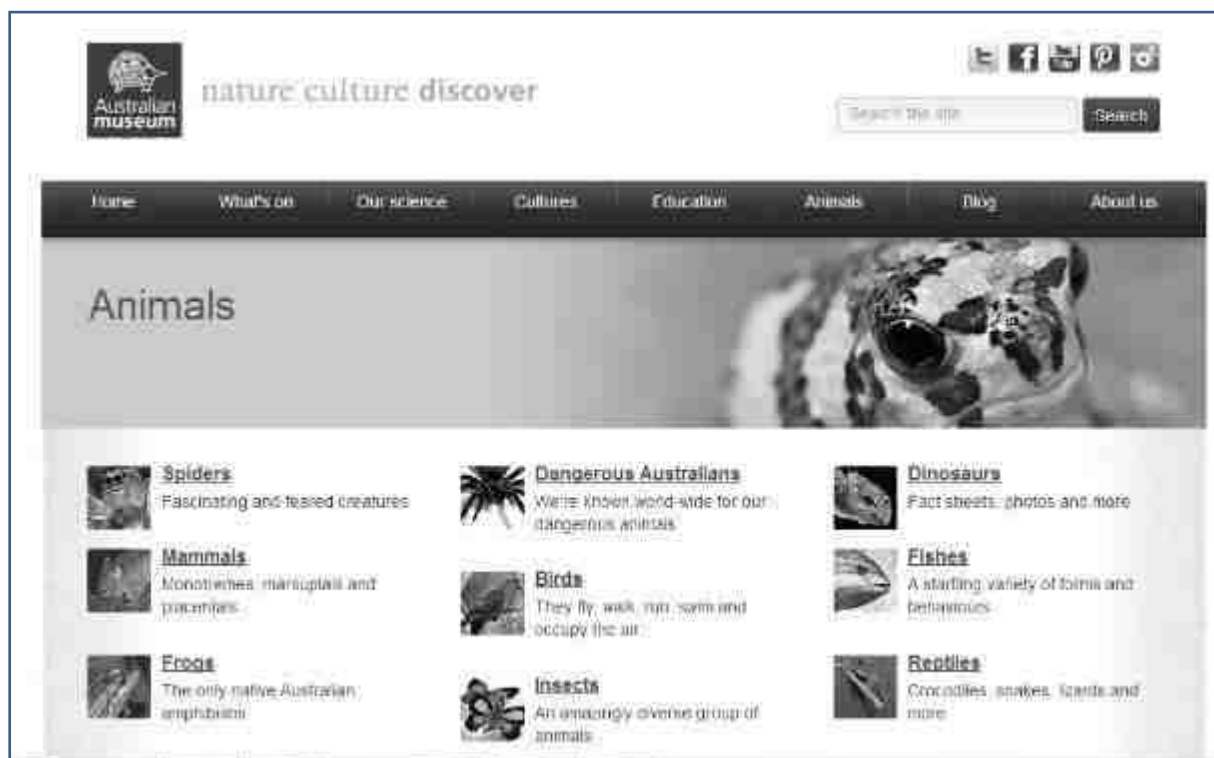 Australian
museum
nature culture discover
Search the site
Search
Home What's on Our science Cultures Education Animals Blog About us
Animals
Spiders
Fascinating and feared creatures
Mammals
Monotremes, marsupials and
placentals
Frogs
The only native Australian
amphibians
Dangerous Australians
We're known world-wide for our
dangerous animals
Birds
They fly, walk, run, swim and
occupy the air
Insects
An amazingly diverse group of
animals
Dinosaurs
Fact sheets, photos and more
Fishes
A startling variety of forms and
behaviours
Reptiles
Crocodiles, snakes, lizards and
more